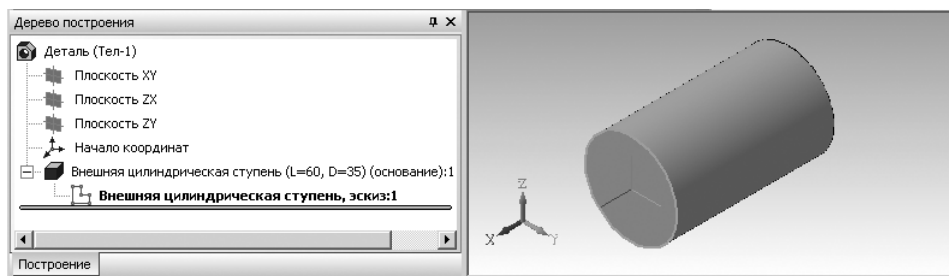 Дерево построения
Деталь (Тел-1)
Плоскость XY
Плоскость ZX
Плоскость ZY
Начало координат
Внешняя цилиндрическая ступень (L=60, D=35) (основание):1
Внешняя цилиндрическая ступень, эскиз:1
Построение
Z
X
Y